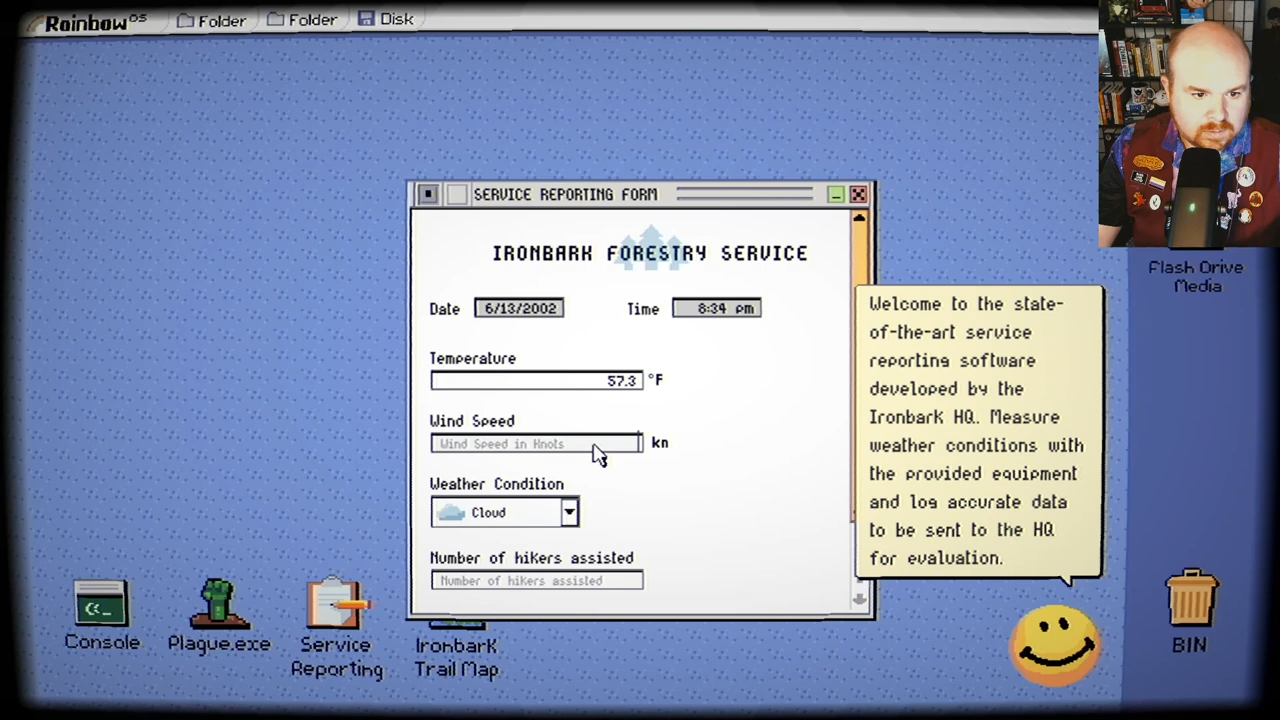 Rainbow OS
Folder
Folder
Disk
SERVICE REPORTING FORM
IRONBARK FORESTRY SERVICE
Date 6/13/2002 Time 8:34 pm
Temperature
57.3 °F
Wind Speed
Wind Speed in Knots kn
Weather Condition
Cloud
Number of hikers assisted
Number of hikers assisted
Flash Drive
Media
Welcome to the state-
of-the-art service
reporting software
developed by the
Ironbark HQ. Measure
weather conditions with
the provided equipment
and log accurate data
to be sent to the HQ
for evaluation.
Console
Plague.exe
Service
Reporting
Ironbark
Trail Map
BIN